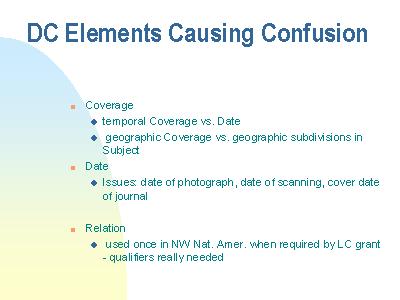 DC Elements Causing Confusion
Coverage
temporal Coverage vs. Date
geographic Coverage vs. geographic subdivisions in
Subject
Date
Issues: date of photograph, date of scanning, cover date
of journal
Relation
used once in NW Nat. Amer. when required by LC grant
- qualifiers really needed